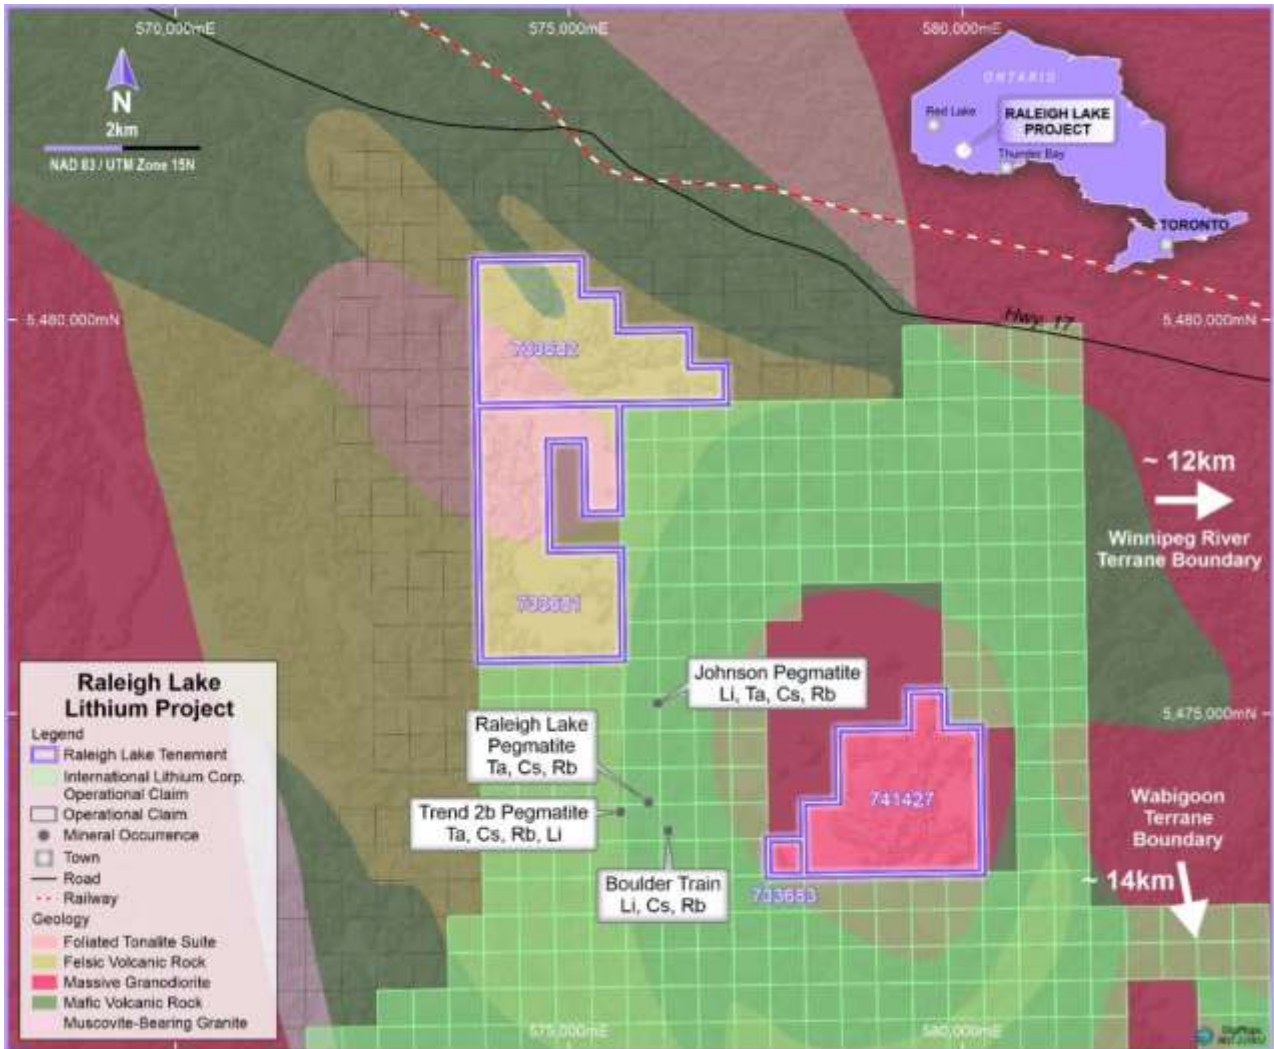 570,000mE
575,000mE
580,000mE
N
2km
NAD 83 / UTM Zone 15N
ONTARIO
Red Lake
RALEIGH LAKE
PROJECT
Thunder Bay
TORONTO
5,480,000mN
Hwy. 17
5,480,000mN
733682
~ 12km
Winnipeg River
Terrane Boundary
733681
Johnson Pegmatite
Li, Ta, Cs, Rb
5,475,000mN
Raleigh Lake
Pegmatite
Ta, Cs, Rb
Trend 2b Pegmatite
Ta, Cs, Rb, Li
741427
Wabigoon
Terrane
Boundary
~ 14km
Boulder Train
Li, Cs, Rb
733683
Raleigh Lake
Lithium Project
Legend
Raleigh Lake Tenement
International Lithium Corp.
Operational Claim
Operational Claim
Mineral Occurrence
Town
Road
Railway
Geology
Foliated Tonalite Suite
Felsic Volcanic Rock
Massive Granodiorite
Mafic Volcanic Rock
Muscovite-Bearing Granite
575,000mE
580,000mE